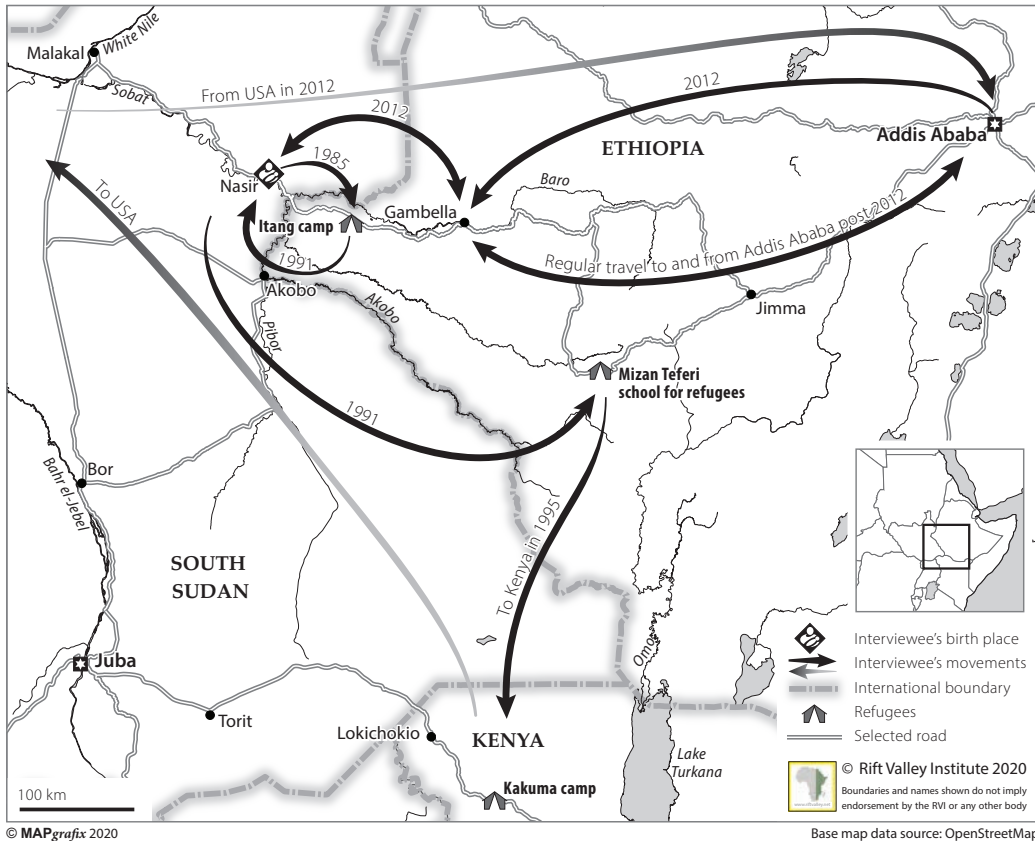 Malakal
White Nile
Sobat
From USA in 2012
2012
2012
Addis Ababa
ETHIOPIA
1985
Nasir
Baro
To USA
Itang camp
Gambella
Regular travel to and from Addis Ababa post 2012
1991
Akobo
Akobo
Jimma
Pibor
Mizan Teferi
school for refugees
1991
Bor
Bahr el-Jebel
To Kenya in 1995
SOUTH
SUDAN
Omo
Juba
Torit
Lokichokio
KENYA
Lake
Turkana
Kakuma camp
Interviewee's birth place
Interviewee's movements
International boundary
Refugees
Selected road
© Rift Valley Institute 2020
Boundaries and names shown do not imply
endorsement by the RVI or any other body
100 km
© MAPgrafix 2020
Base map data source: OpenStreetMap